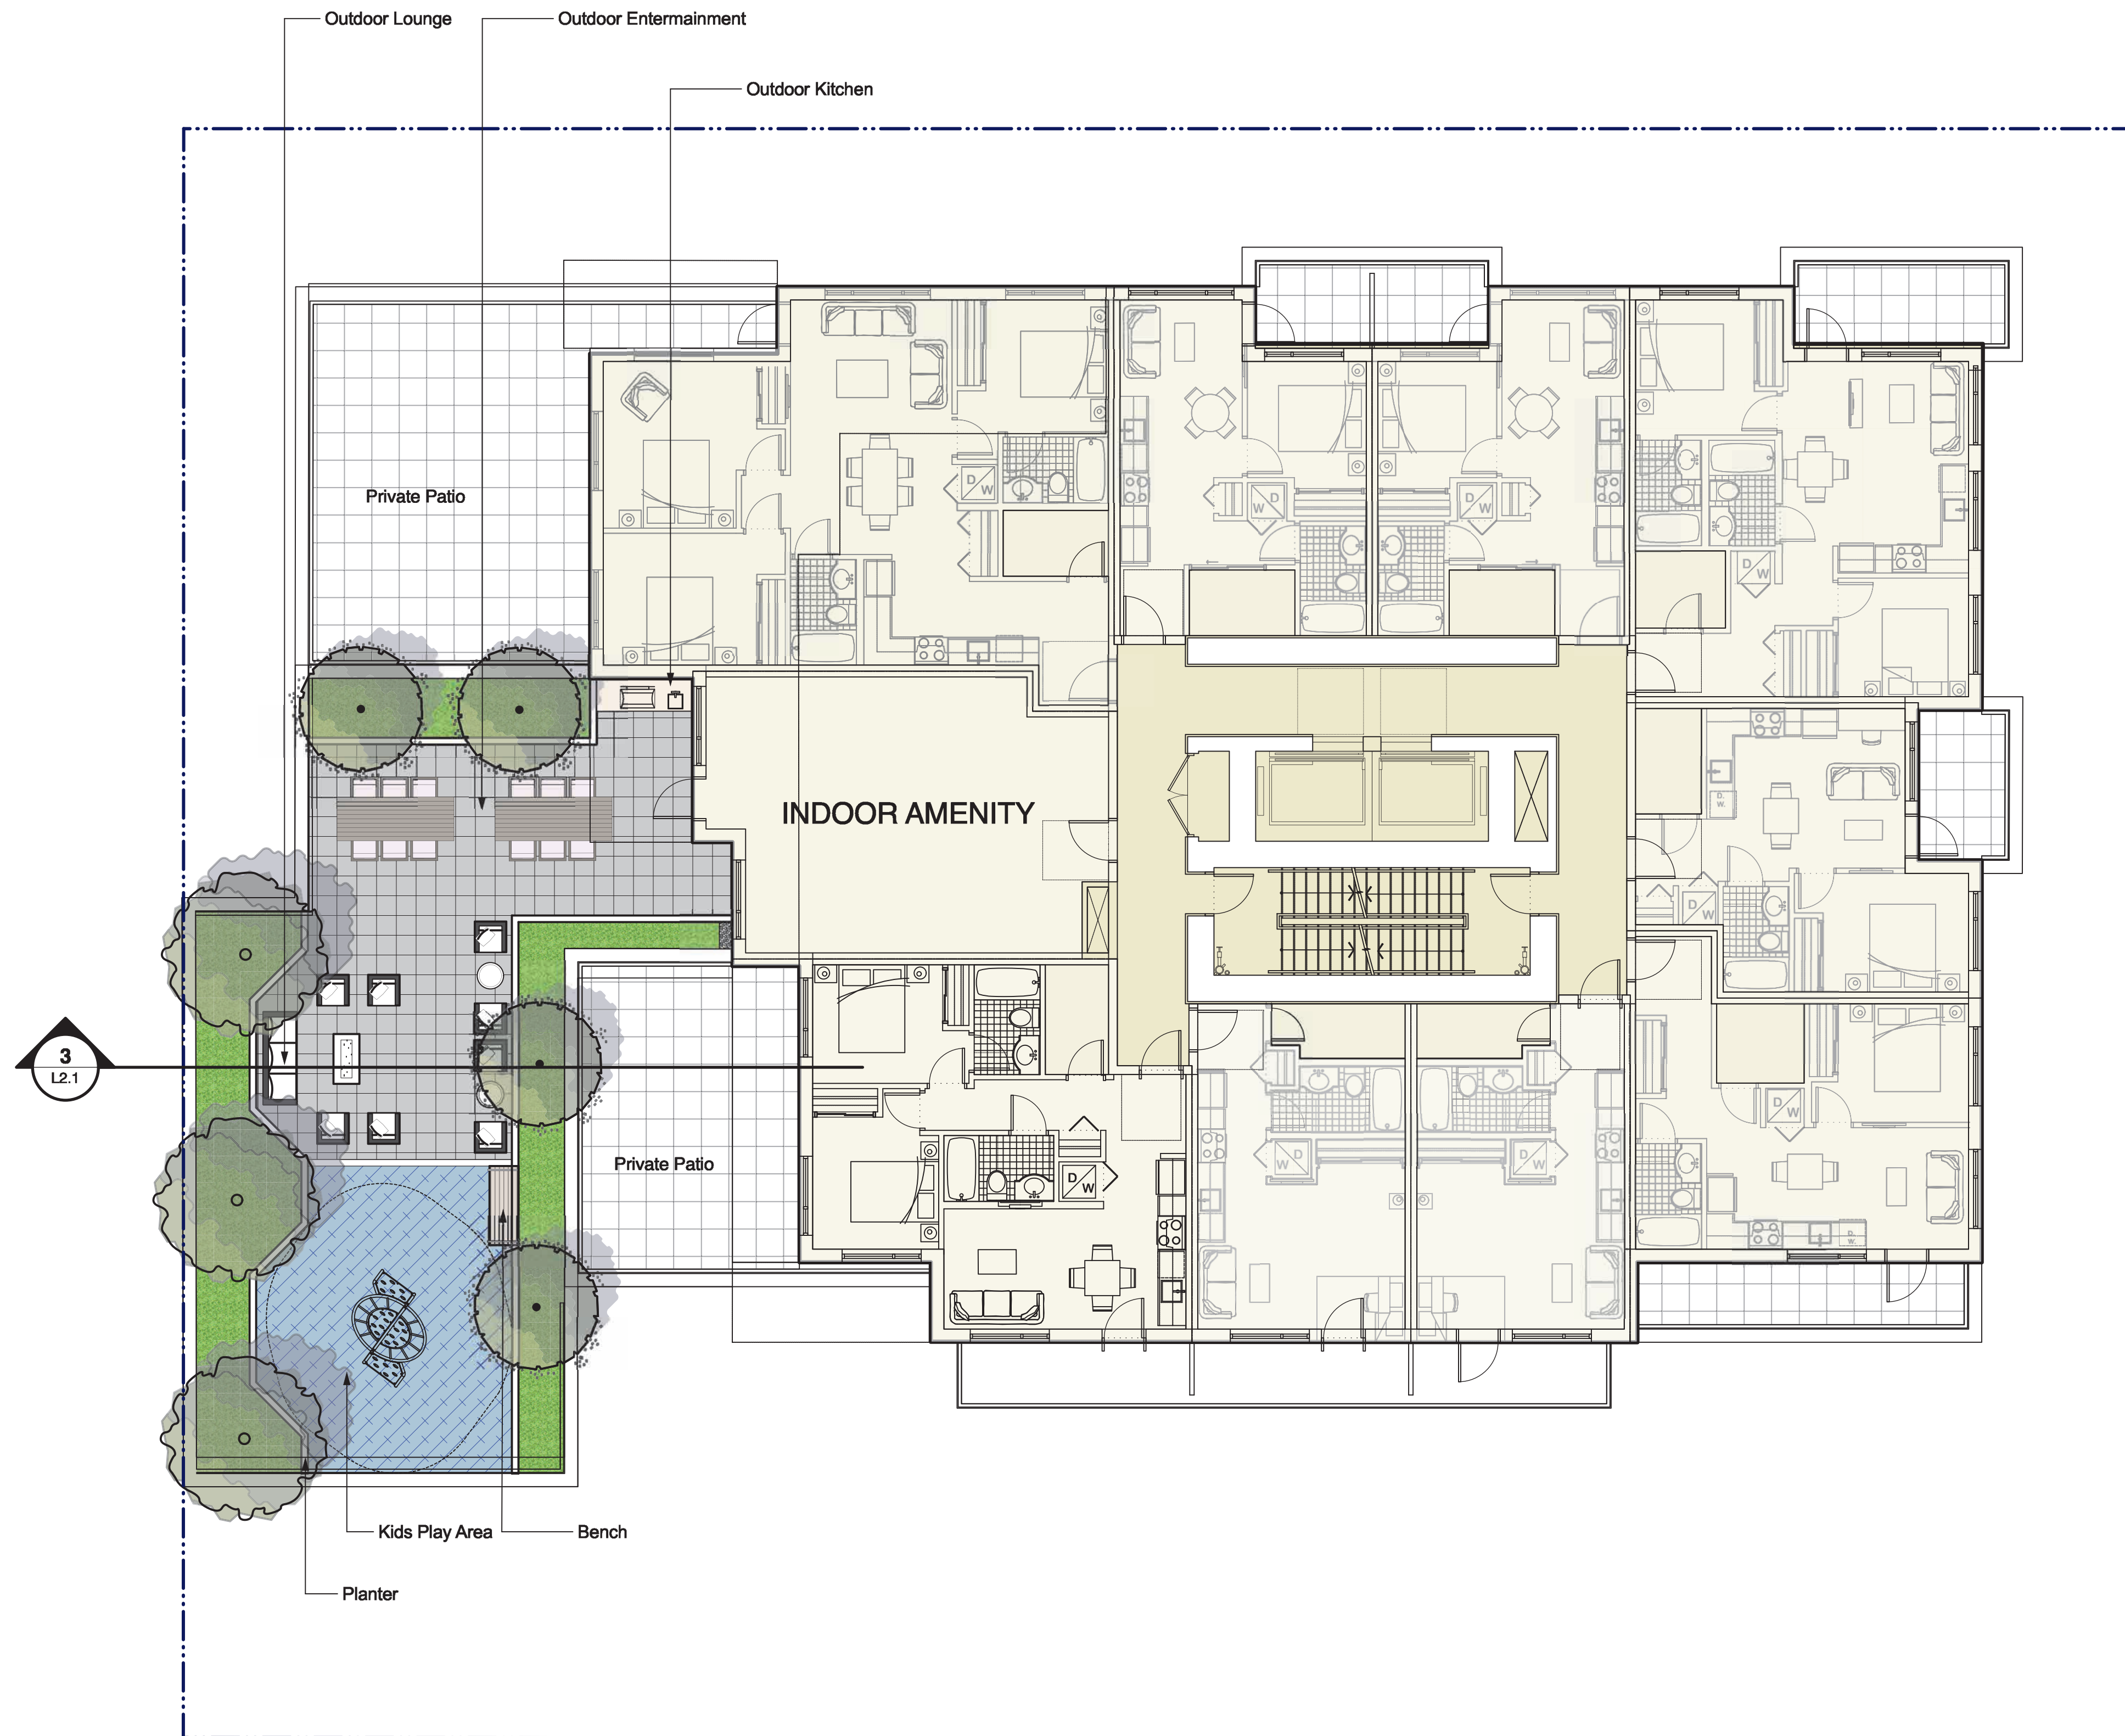 Outdoor Lounge
Outdoor Entermainment
Outdoor Kitchen
Private Patio
D
W
D
W
D
W
D
W
INDOOR AMENITY
D.
W.
D
W
3
L2.1
D
W
Private Patio
D
W
W
D
D
W
D.
W.
Kids Play Area
Bench
Planter